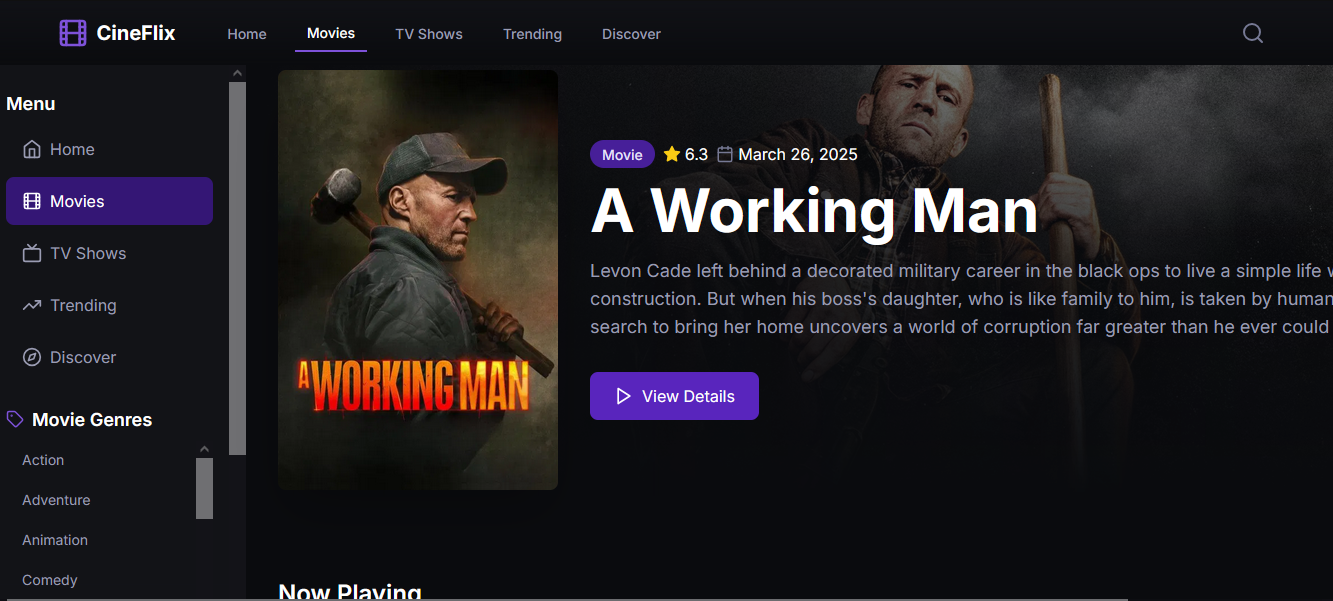 CineFlix
Home
Movies
TV Shows
Trending
Discover
Menu
Home
Movies
TV Shows
Trending
Discover
Movie Genres
Action
Adventure
Animation
Comedy
A WORKING MAN
Movie
6.3
March 26, 2025
A Working Man
Levon Cade left behind a decorated military career in the black ops to live a simple life
construction. But when his boss's daughter, who is like family to him, is taken by human
search to bring her home uncovers a world of corruption far greater than he ever could
View Details
Now Playing